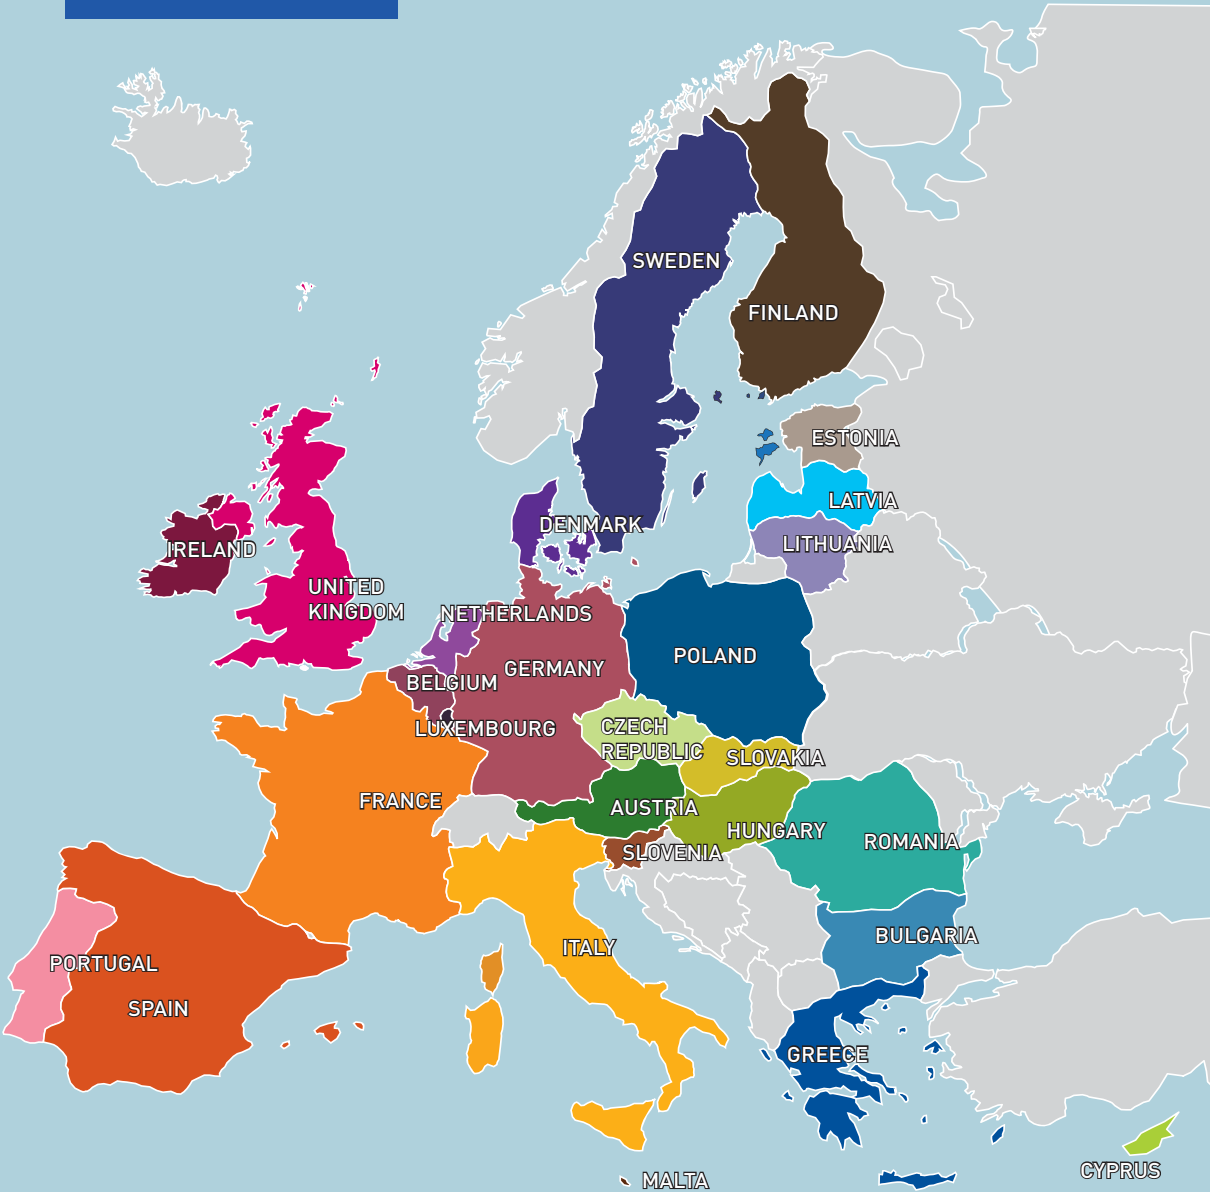 SWEDEN
FINLAND
ESTONIA
LATVIA
DENMARK
LITHUANIA
IRELAND
UNITED
KINGDOM
NETHERLANDS
POLAND
GERMANY
BELGIUM
LUXEMBOURG
CZECH
REPUBLIC
SLOVAKIA
FRANCE
AUSTRIA
HUNGARY
ROMANIA
SLOVENIA
BULGARIA
ITALY
PORTUGAL
SPAIN
GREECE
CYPRUS
MALTA